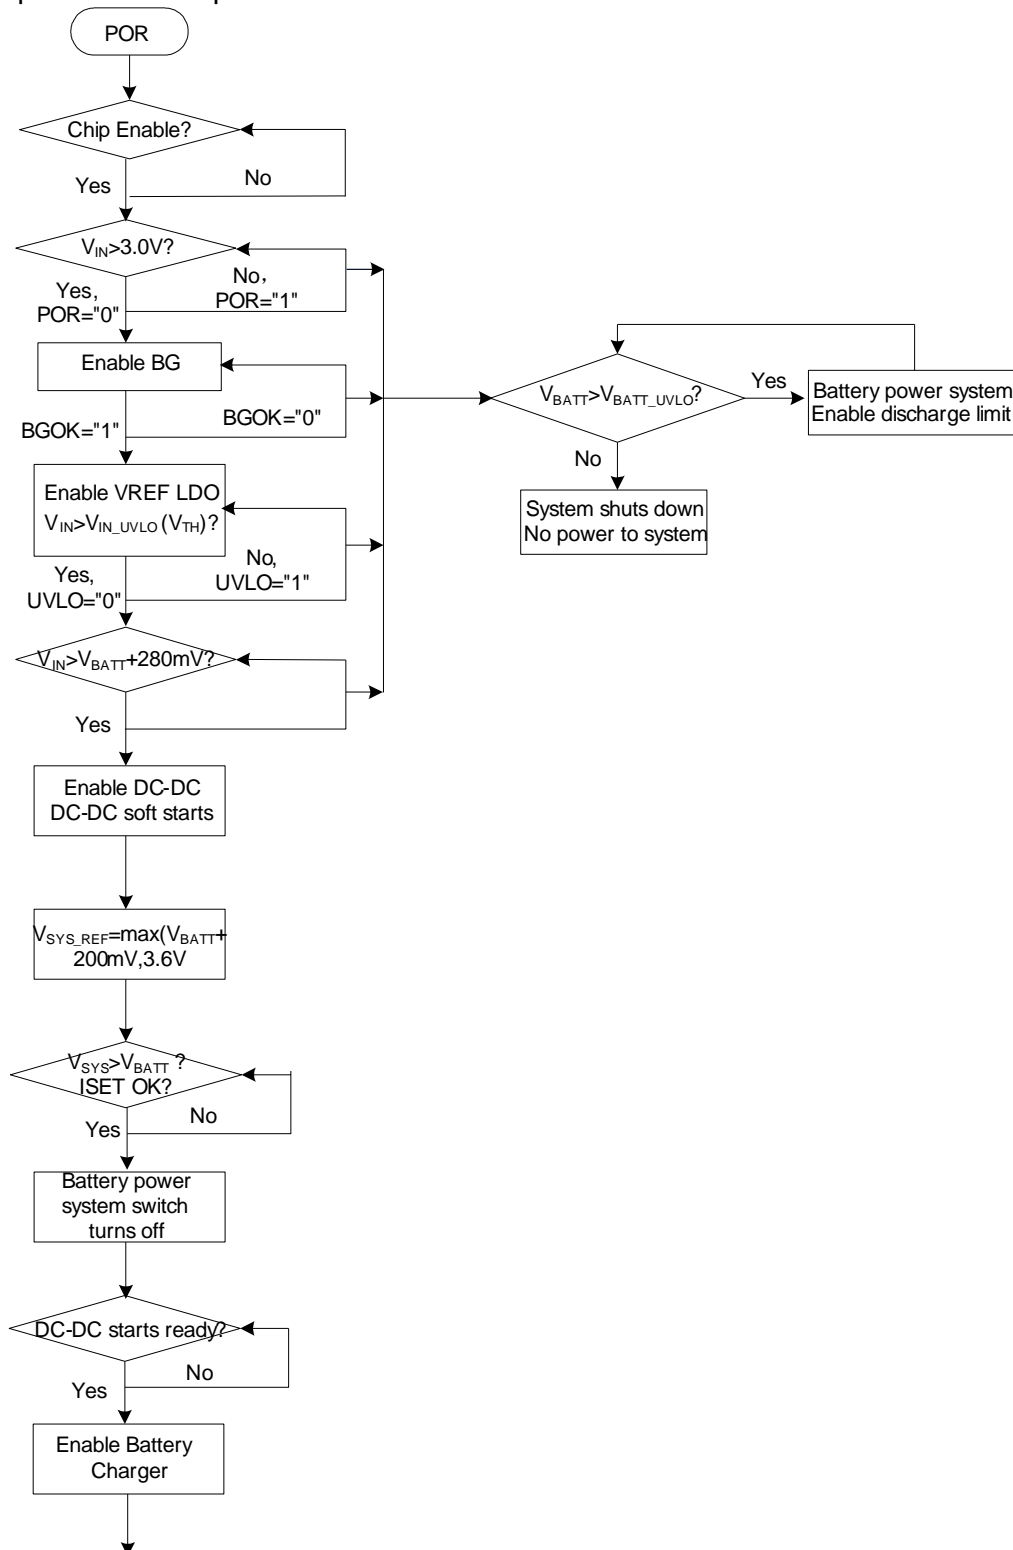 POR
Chip Enable?
Yes
No
VIN>3.0V?
Yes,
POR="0"
No,
POR="1"
Enable BG
BGOK="1"
BGOK="0"
Enable VREF LDO
VIN>VIN_UVLO (VTH)?
Yes,
UVLO="0"
No,
UVLO="1"
VIN>VBATT+280mV?
Yes
VBATT>VBATT_UVLO?
Yes
Battery power system
Enable discharge limit
No
System shuts down
No power to system
Enable DC-DC
DC-DC soft starts
VSYS_REF=max(VBATT+
200mV,3.6V
VSYS>VBATT ?
ISET OK?
Yes
No
Battery power
system switch
turns off
DC-DC starts ready?
Yes
No
Enable Battery
Charger